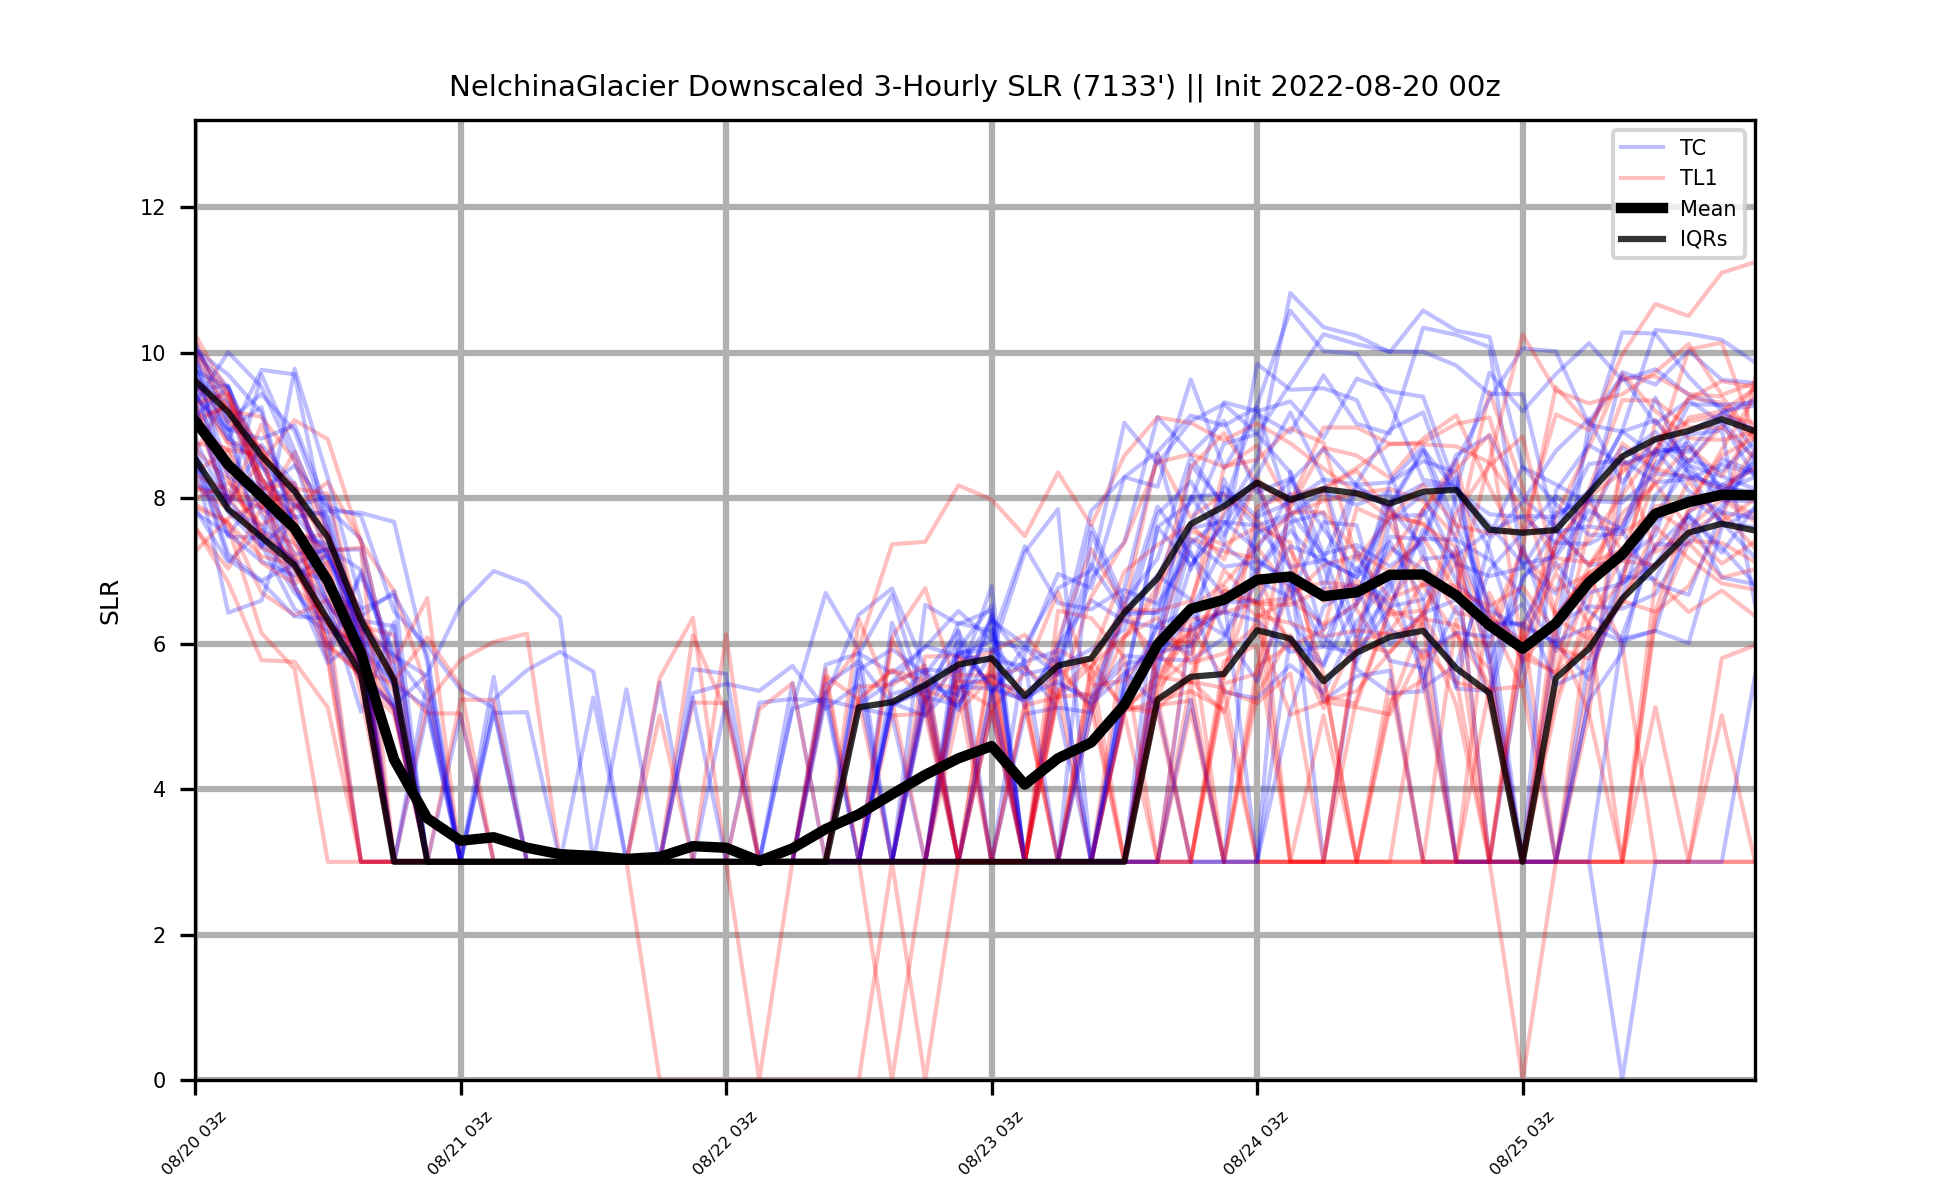 NelchinaGlacier Downscaled 3-Hourly SLR (7133') || Init 2022-08-20 00z
TC
TL1
Mean
IQRs
SLR
12
10
8
6
4
2
0
08/20 03z
08/21 03z
08/22 03z
08/23 03z
08/24 03z
08/25 03z